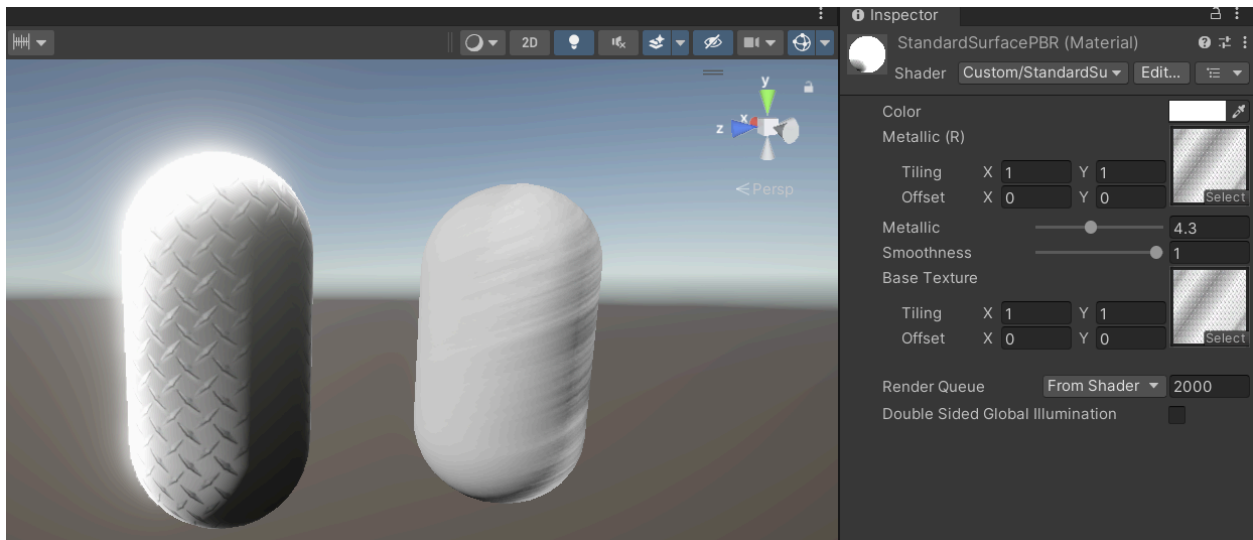 2D
y
x
z
Persp
Inspector
StandardSurfacePBR (Material)
Shader Custom/StandardSu Edit...
Color
Metallic (R)
Tiling X 1 Y 1
Offset X 0 Y 0
Select
Metallic 4.3
Smoothness 1
Base Texture
Tiling X 1 Y 1
Offset X 0 Y 0
Select
Render Queue From Shader 2000
Double Sided Global Illumination